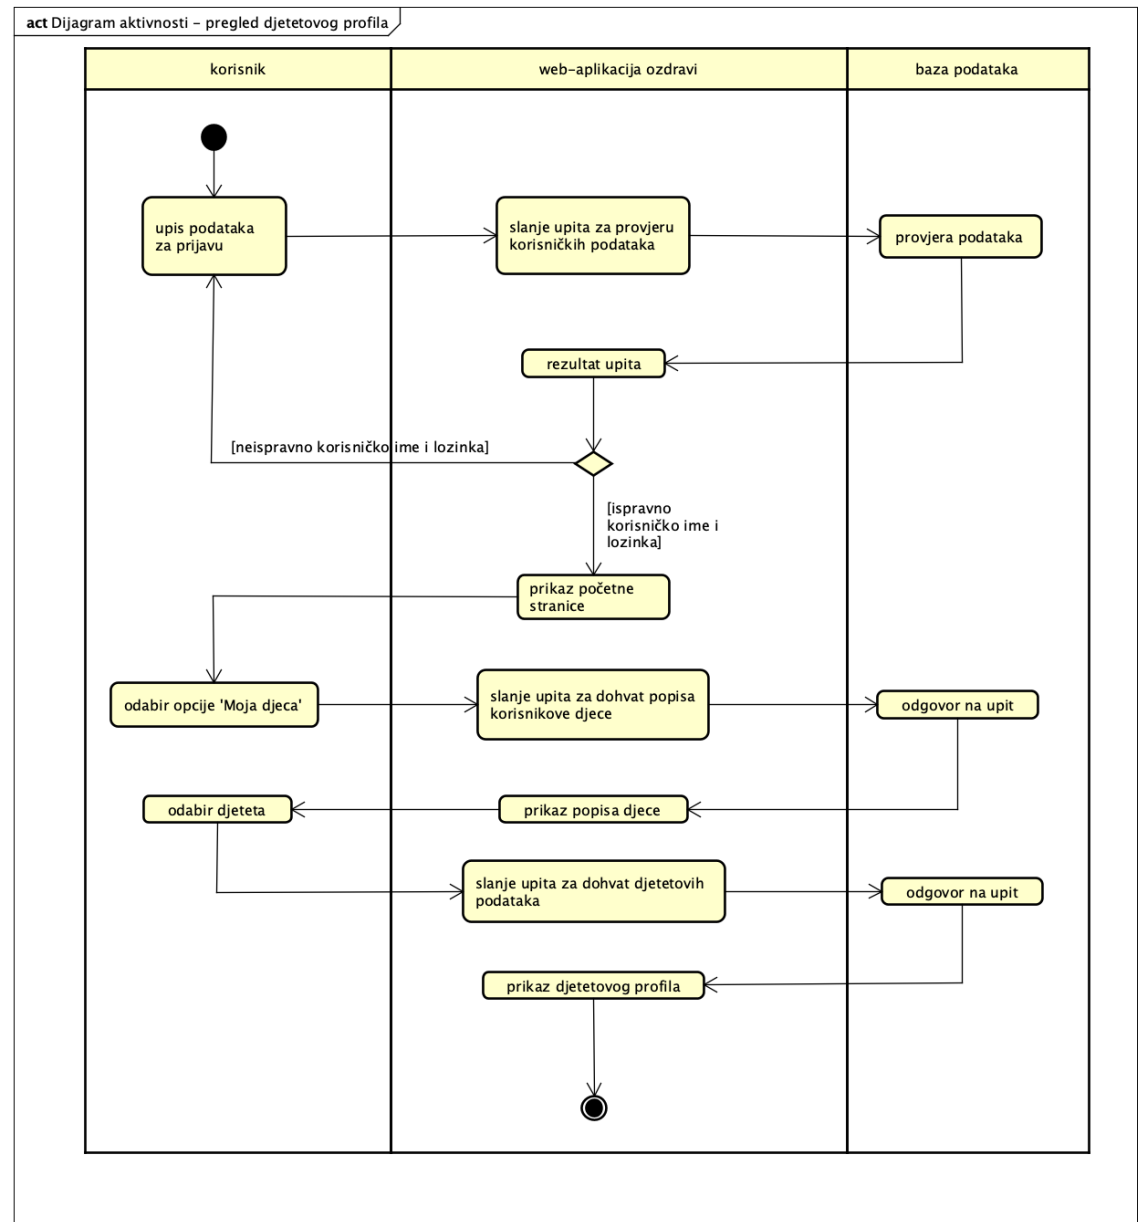 act Dijagram aktivnosti – pregled djetetovog profila
korisnik
web-aplikacija ozdravi
baza podataka
upis podataka
za prijavu
slanje upita za provjeru
korisničkih podataka
provjera podataka
rezultat upita
[neispravno korisničko ime i lozinka]
[ispravno
korisničko ime i
lozinka]
prikaz početne
stranice
odabir opcije 'Moja djeca'
slanje upita za dohvat popisa
korisnikove djece
odgovor na upit
odabir djeteta
prikaz popisa djece
slanje upita za dohvat djetetovih
podataka
odgovor na upit
prikaz djetetovog profila